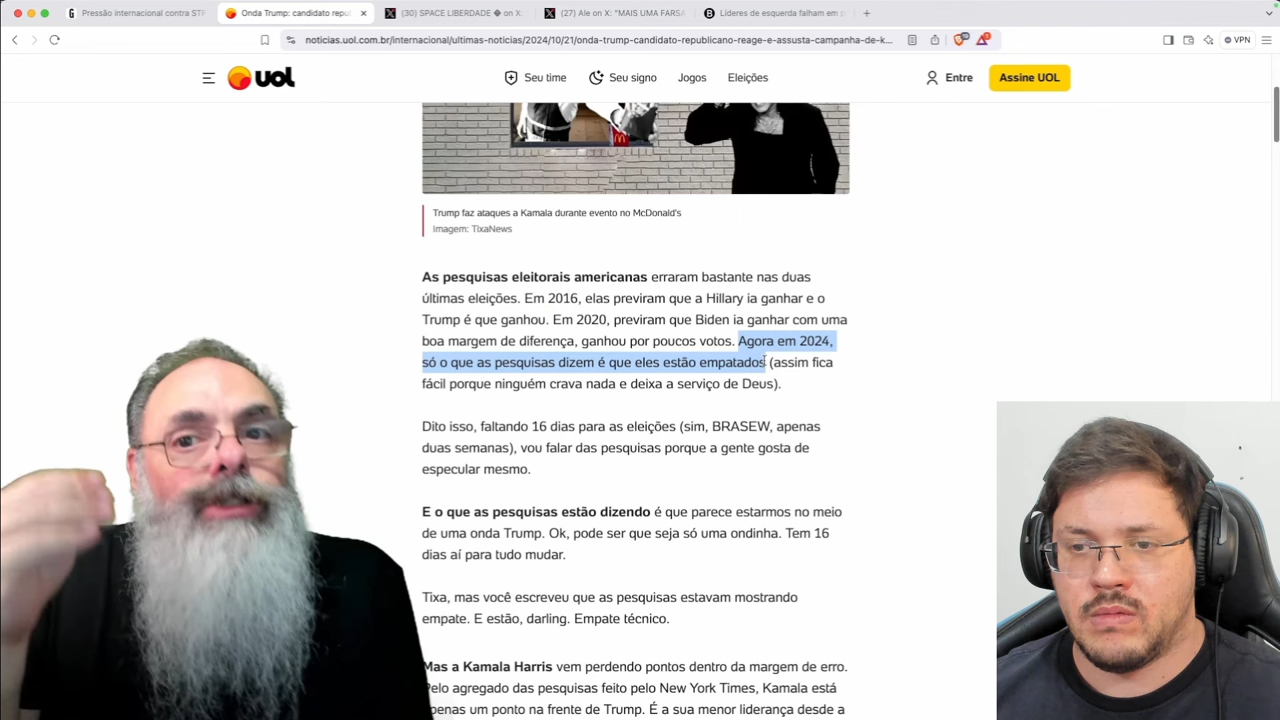 Pressão internacional contra STF
Onda Trump: candidato repul
(30) SPACE LIBERDADE � on X:
(27) Ale on X: "MAIS UMA FARSA
Líderes de esquerda falham em p
noticias.uol.com.br/internacional/ultimas-noticias/2024/10/21/onda-trump-candidato-republicano-reage-e-assusta-campanha-de-k...
VPN
UOL
Seu time
Seu signo
Jogos
Eleições
Entre
Assine UOL
Trump faz ataques a Kamala durante evento no McDonald's
Imagem: TixaNews
As pesquisas eleitorais americanas erraram bastante nas duas
últimas eleições. Em 2016, elas previram que a Hillary ia ganhar e o
Trump é que ganhou. Em 2020, previram que Biden ia ganhar com uma
boa margem de diferença, ganhou por poucos votos. Agora em 2024,
só o que as pesquisas dizem é que eles estão empatados (assim fica
fácil porque ninguém crava nada e deixa a serviço de Deus).
Dito isso, faltando 16 dias para as eleições (sim, BRASEW, apenas
duas semanas), vou falar das pesquisas porque a gente gosta de
especular mesmo.
E o que as pesquisas estão dizendo é que parece estarmos no meio
de uma onda Trump. Ok, pode ser que seja só uma ondinha. Tem 16
dias aí para tudo mudar.
Tixa, mas você escreveu que as pesquisas estavam mostrando
empate. E estão, darling. Empate técnico.
Mas a Kamala Harris vem perdendo pontos dentro da margem de erro.
Pelo agregado das pesquisas feito pelo New York Times, Kamala está
apenas um ponto na frente de Trump. É a sua menor liderança desde a